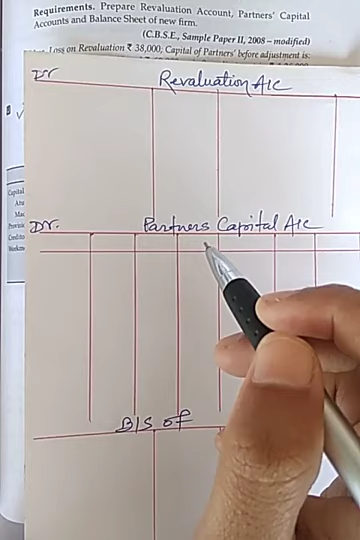 Requirements. Prepare Revaluation Account, Partners' Capital
Accounts and Balance Sheet of new firm.
(C.B.S.E., Sample Paper II, 2008 – modified)
Loss on Revaluation ₹ 38,000; Capital of Partners' before adjustment is:
Dr Revaluation A/C
Capital
Dr. Partners Capital A/C
B/S of